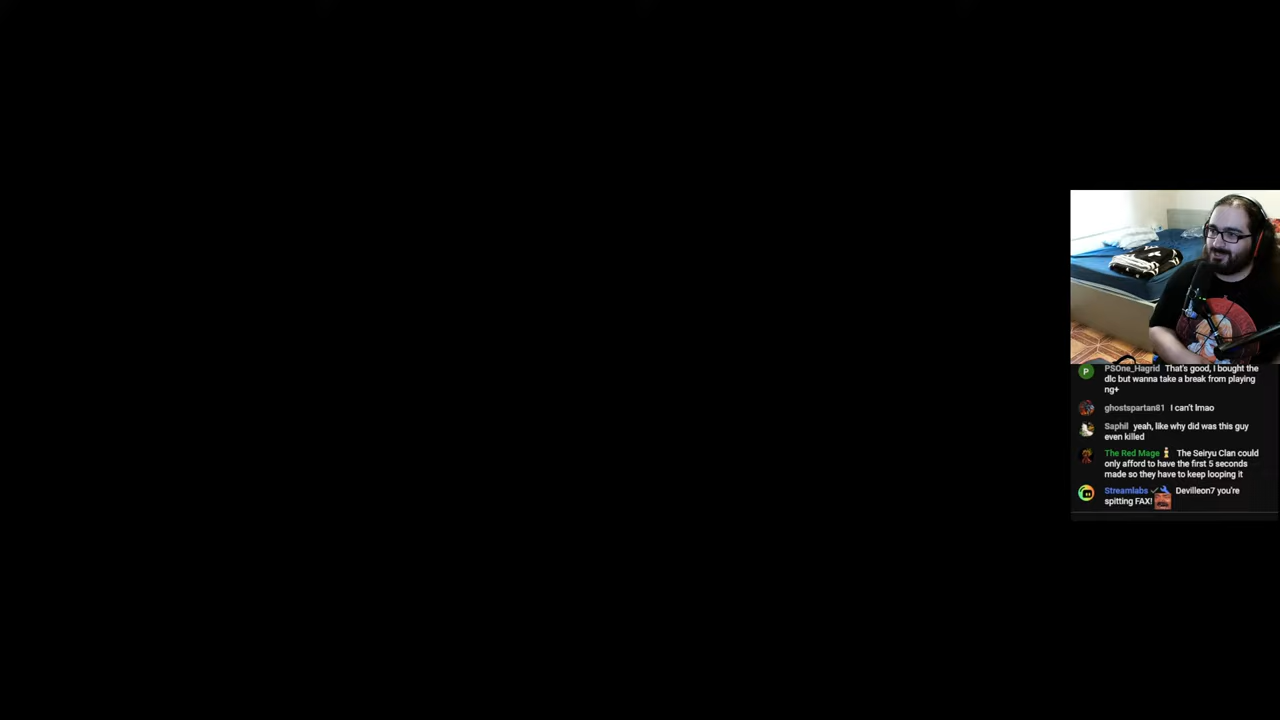 PSOne_Hagrid That's good, I bought the
dlc but wanna take a break from playing
ng+
ghostspartan81 I can't lmao
Saphil yeah, like why did was this guy
even killed
The Red Mage The Seiryu Clan could
only afford to have the first 5 seconds
made so they have to keep looping it
Streamlabs Devilleon7 you're
spitting FAX!
P